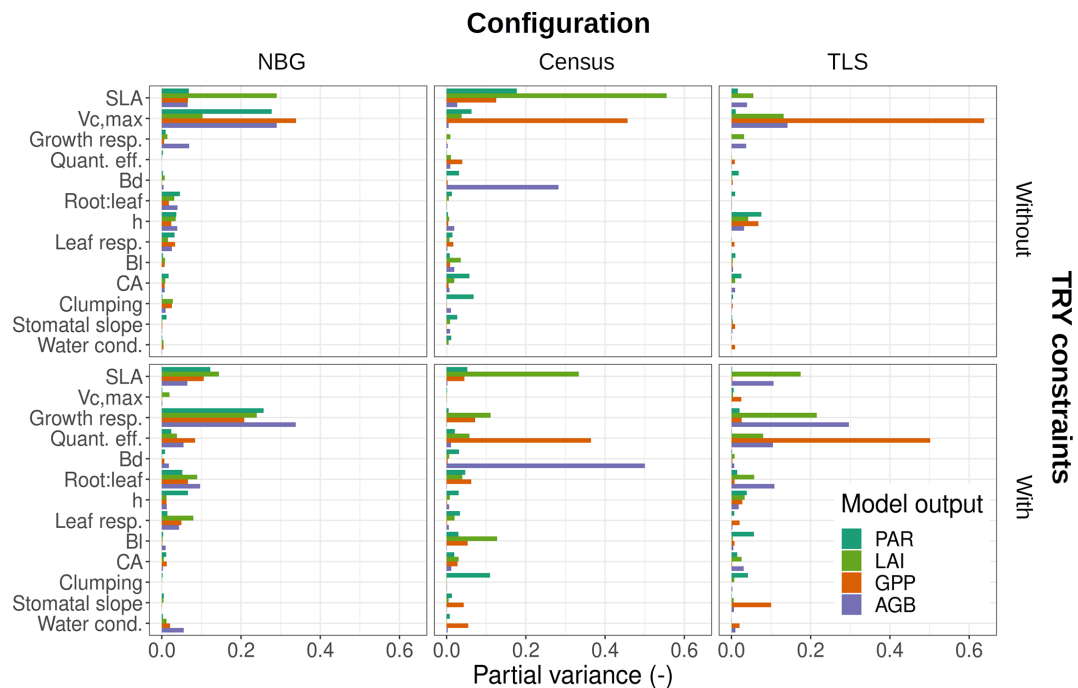 Configuration
NBG Census TLS
SLA
Vc,max
Growth resp.
Quant. eff.
Bd
Root:leaf
h
Leaf resp.
Bl
CA
Clumping
Stomatal slope
Water cond.
Without
SLA
Vc,max
Growth resp.
Quant. eff.
Bd
Root:leaf
h
Leaf resp.
Bl
CA
Clumping
Stomatal slope
Water cond.
With
TRY constraints
Model output
PAR
LAI
GPP
AGB
0.0 0.2 0.4 0.6 0.0 0.2 0.4 0.6 0.0 0.2 0.4 0.6
Partial variance (-)